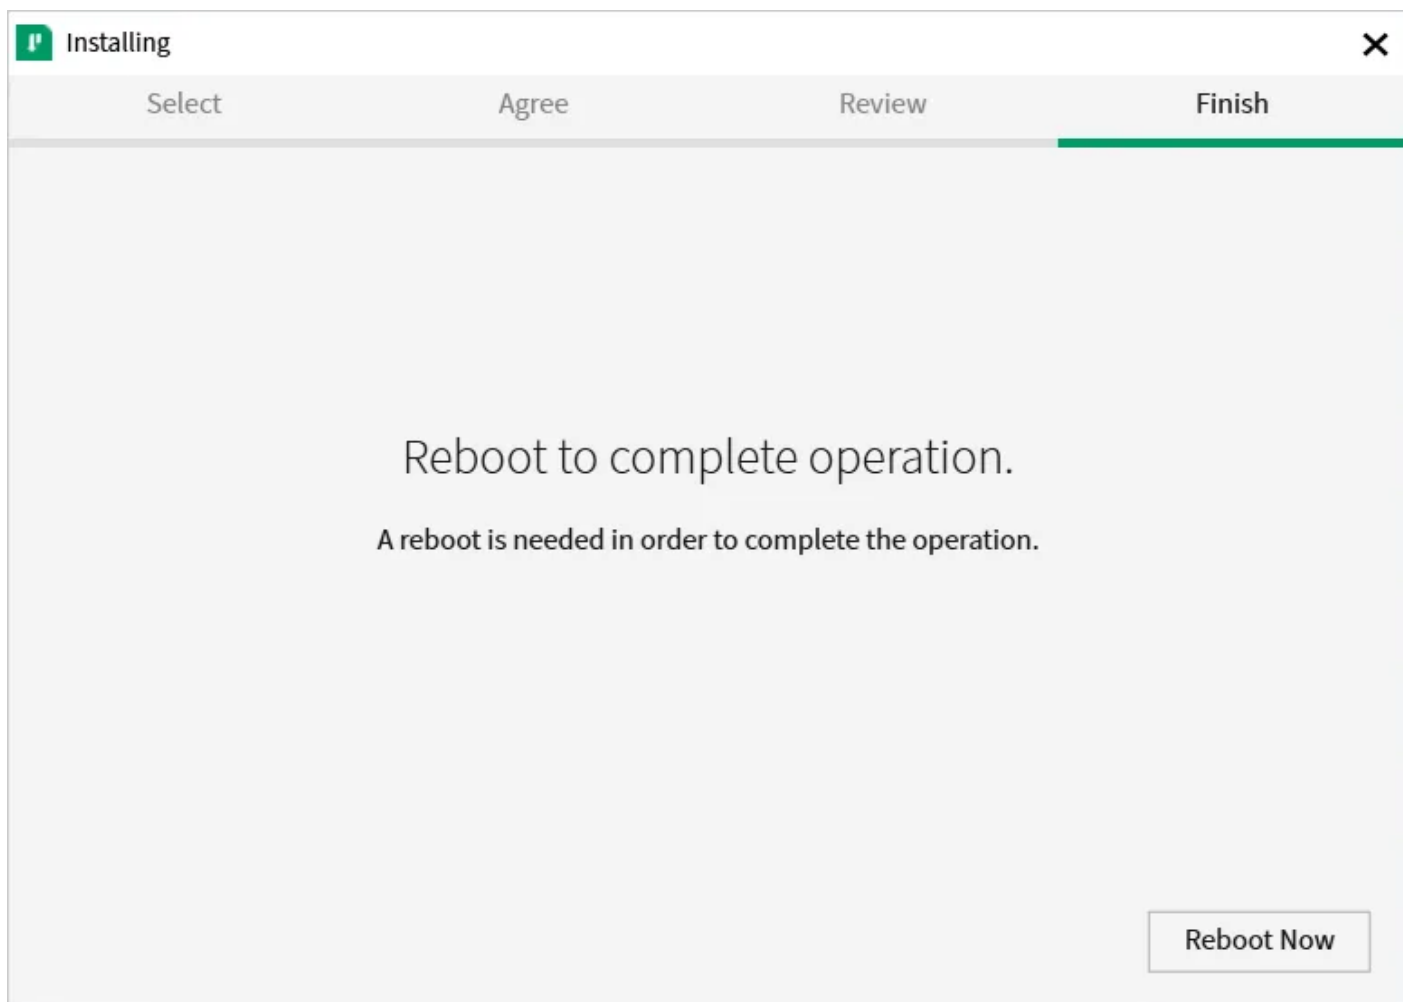 Installing
Select Agree Review Finish
Reboot to complete operation.
A reboot is needed in order to complete the operation.
Reboot Now